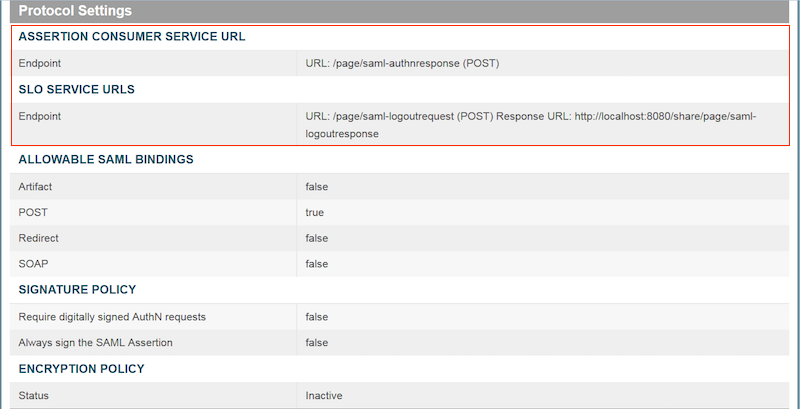 Protocol Settings
ASSERTION CONSUMER SERVICE URL
Endpoint URL: /page/saml-authnresponse (POST)
SLO SERVICE URLS
Endpoint URL: /page/saml-logoutrequest (POST) Response URL: http://localhost:8080/share/page/saml-
logoutresponse
ALLOWABLE SAML BINDINGS
Artifact false
POST true
Redirect false
SOAP false
SIGNATURE POLICY
Require digitally signed AuthN requests false
Always sign the SAML Assertion false
ENCRYPTION POLICY
Status Inactive